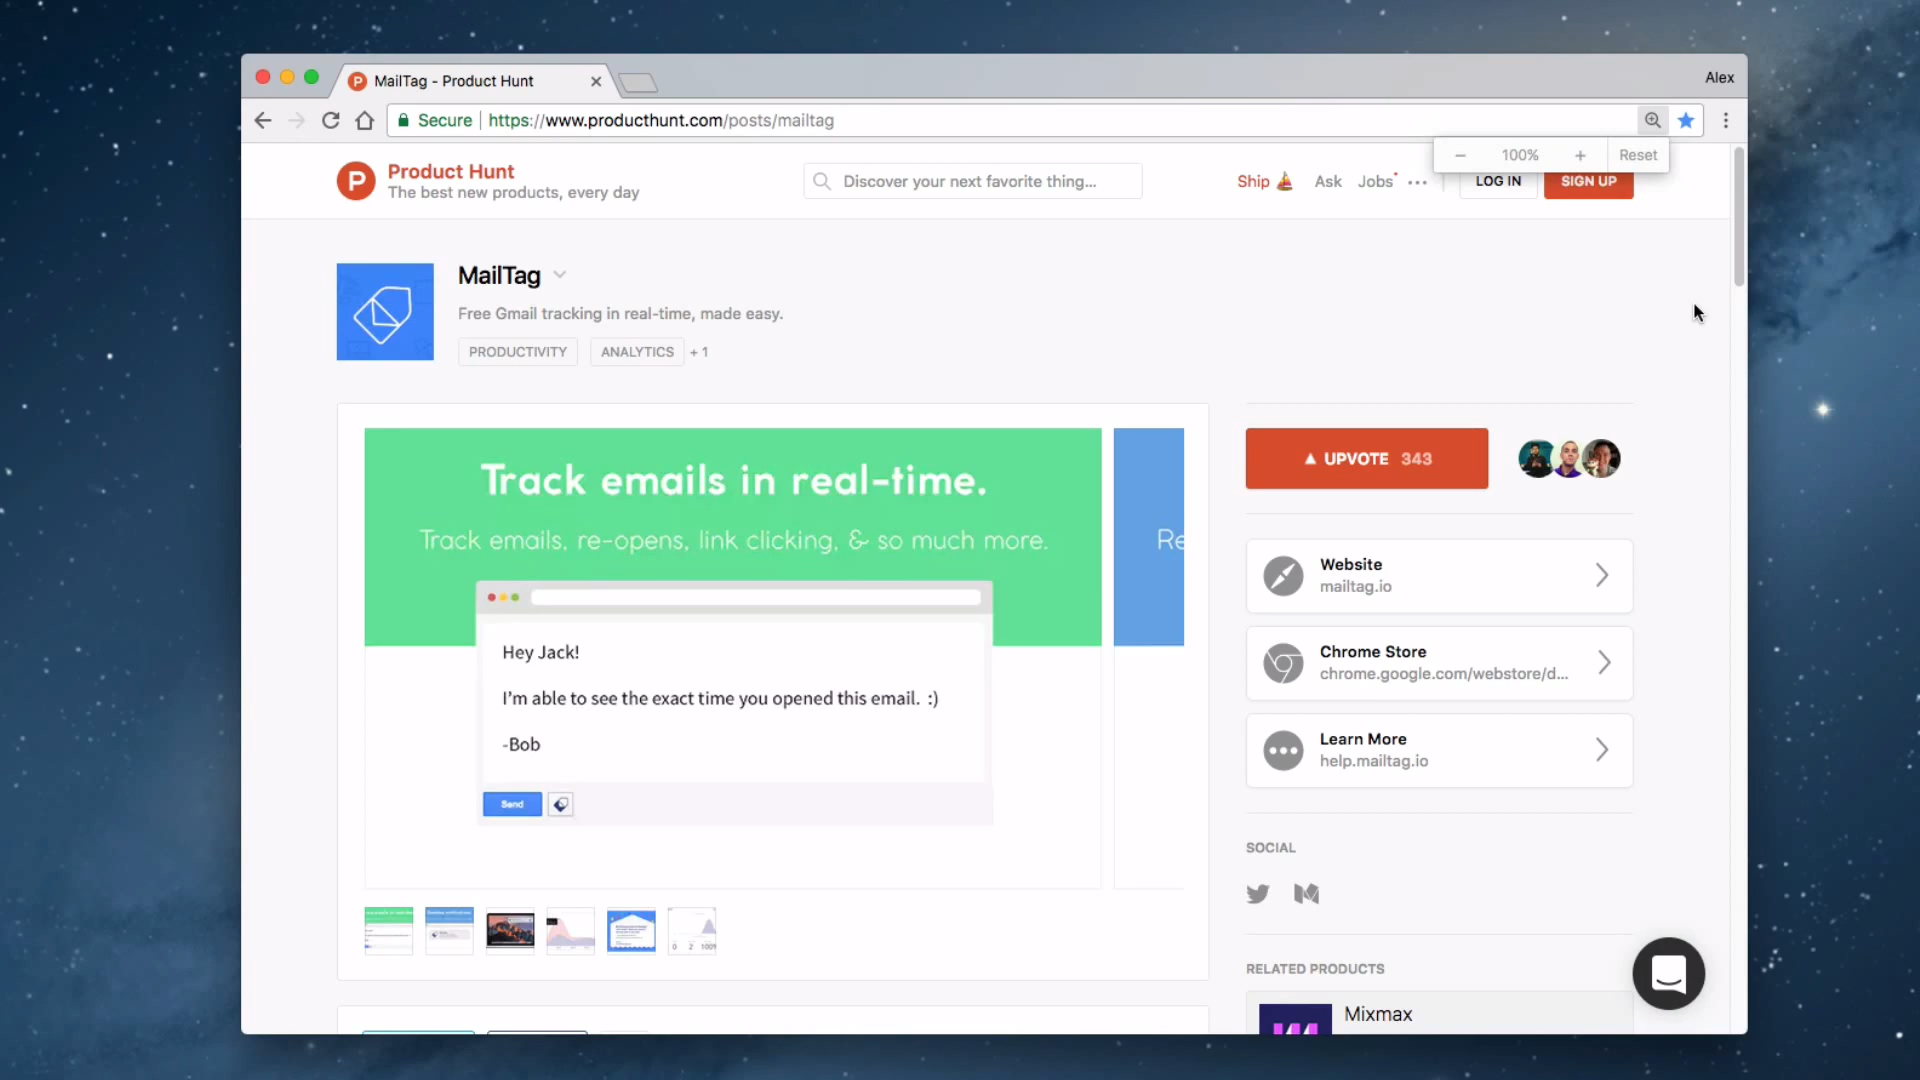 MailTag - Product Hunt
Alex
Secure
https://www.producthunt.com/posts/mailtag
100%
Reset
Product Hunt
The best new products, every day
Discover your next favorite thing...
Ship
Ask
Jobs
LOG IN
SIGN UP
MailTag
Free Gmail tracking in real-time, made easy.
PRODUCTIVITY
ANALYTICS
+ 1
Track emails in real-time.
Track emails, re-opens, link clicking, & so much more.
Re
Hey Jack!
I'm able to see the exact time you opened this email. :)
-Bob
Send
UPVOTE 343
Website
mailtag.io
Chrome Store
chrome.google.com/webstore/d...
Learn More
help.mailtag.io
SOCIAL
RELATED PRODUCTS
Mixmax
0 2 100%